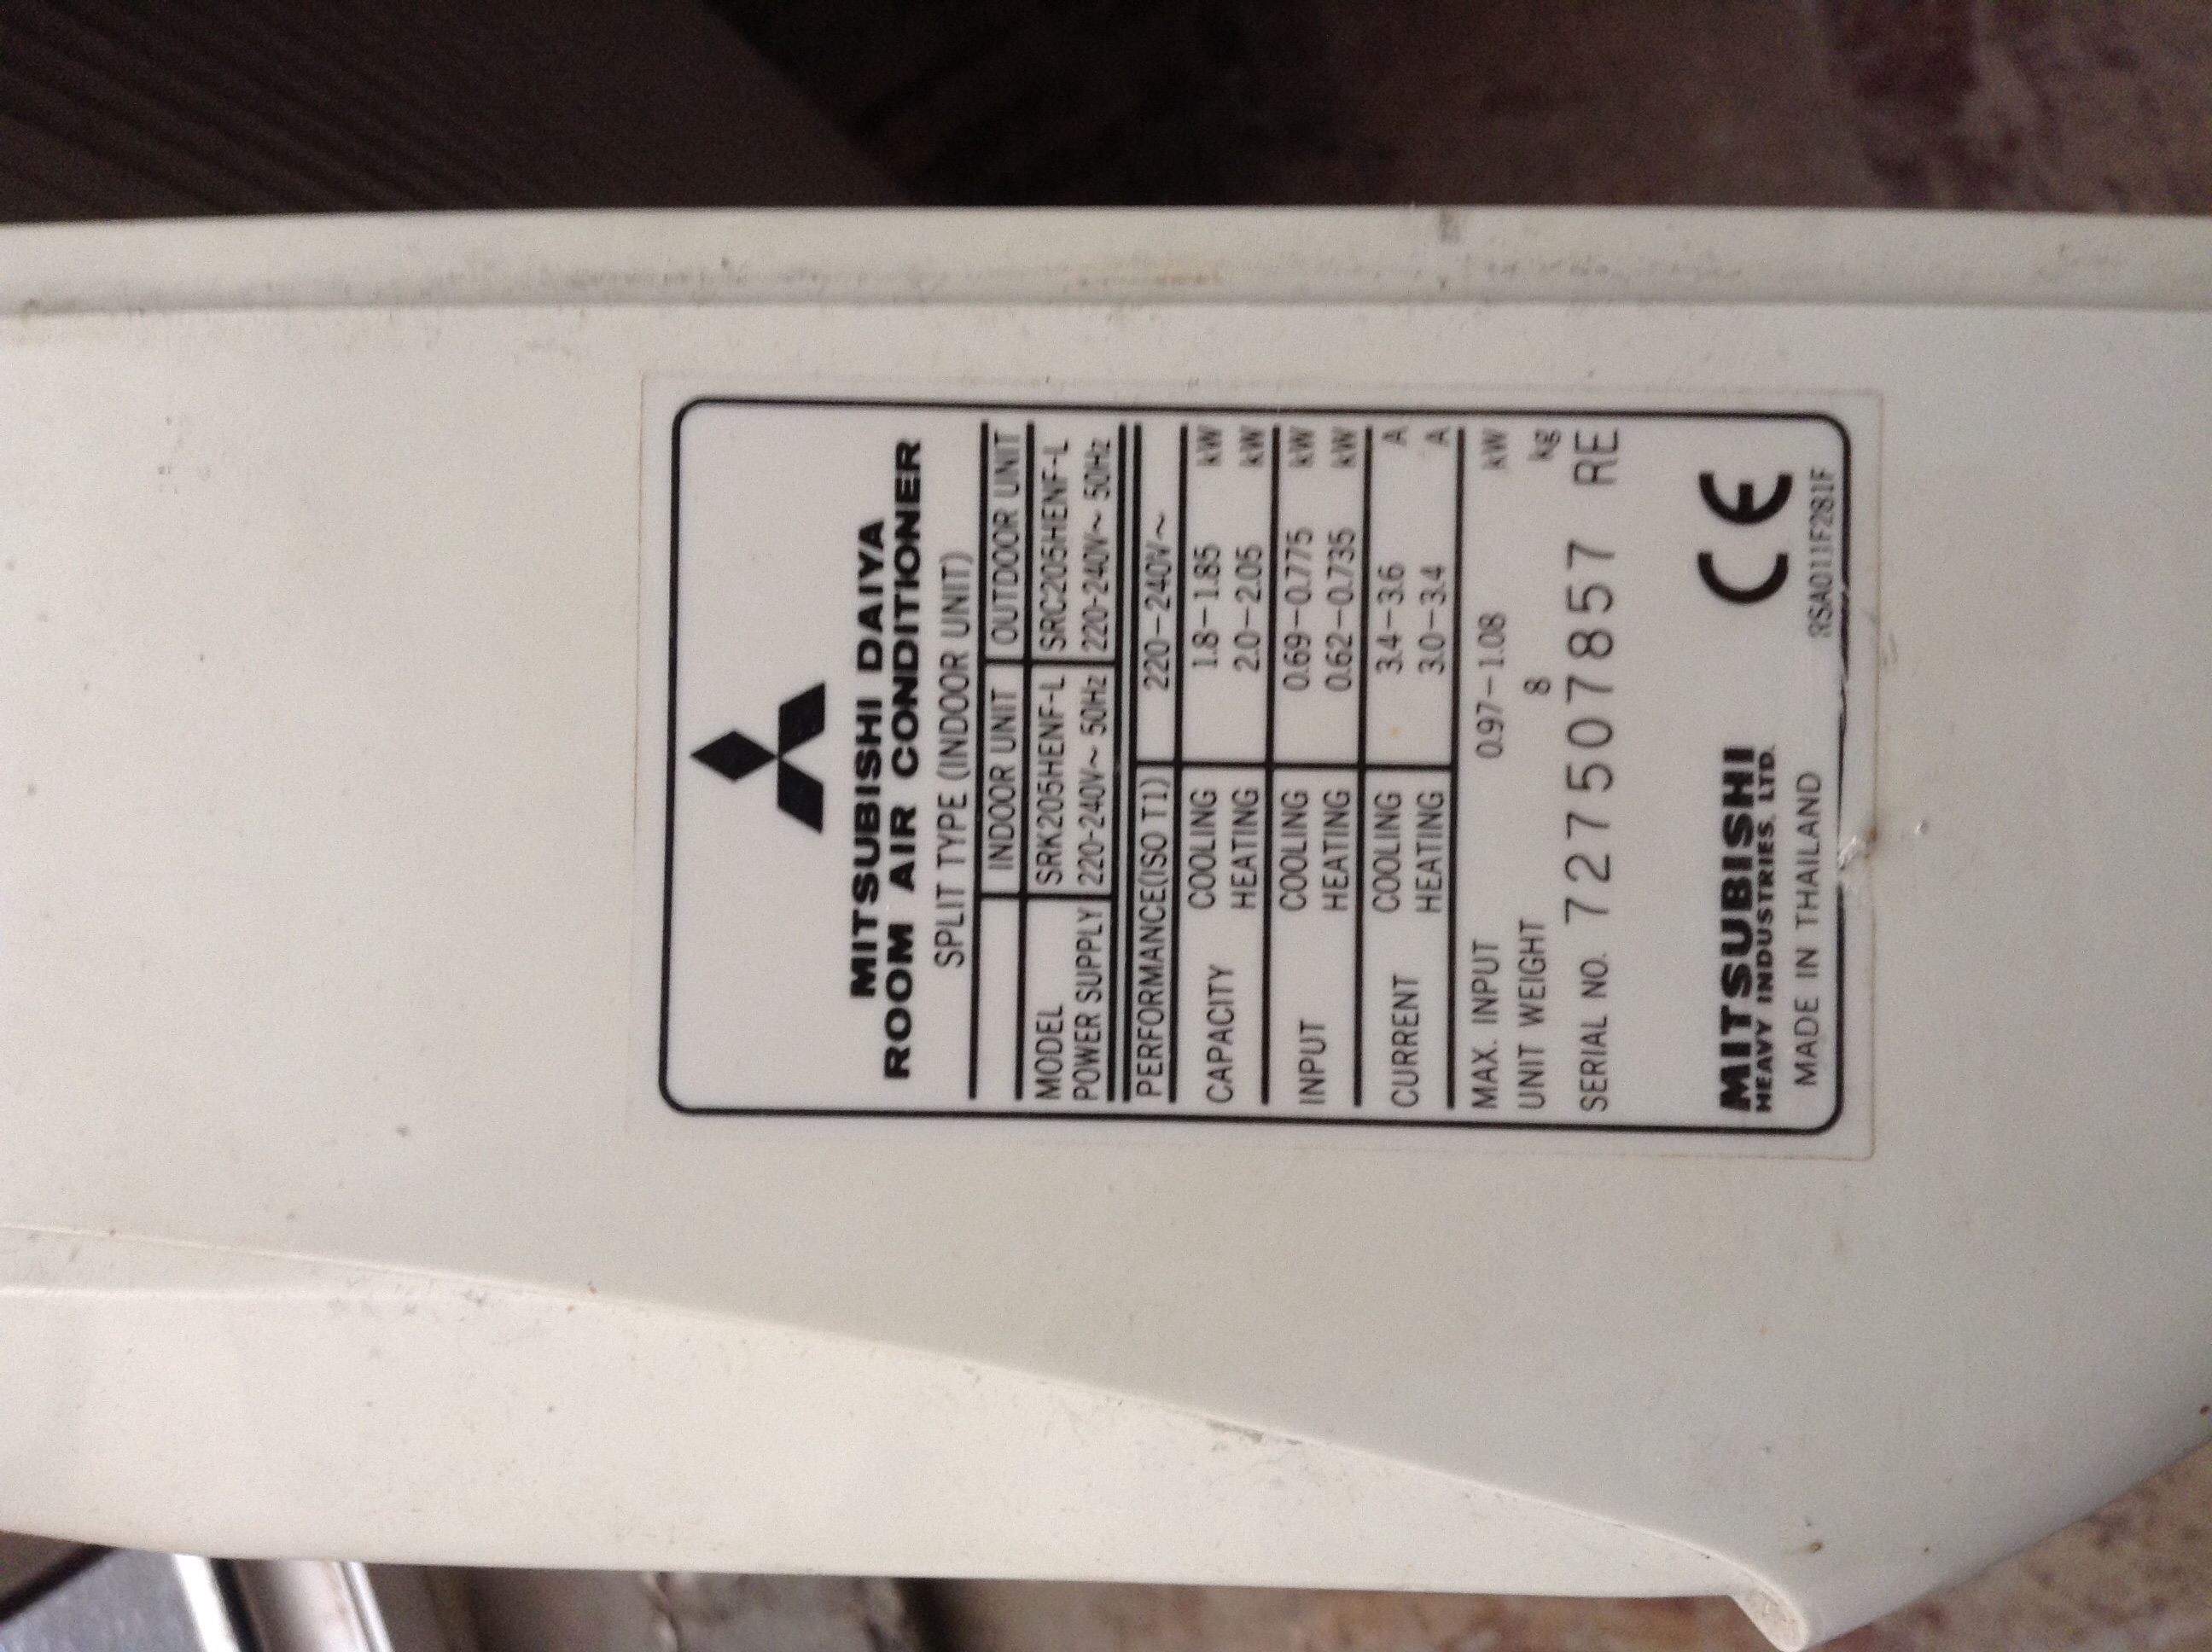 MITSUBISHI DAIYA
ROOM AIR CONDITIONER
SPLIT TYPE (INDOOR UNIT)
INDOOR UNIT OUTDOOR UNIT
MODEL SRK205HENF-L SRC205HENF-L
POWER SUPPLY 220-240V~ 50Hz 220-240V~ 50Hz
PERFORMANCE(ISO T1) 220-240V~
CAPACITY COOLING 1.8-1.85 kW
HEATING 2.0-2.05 kW
INPUT COOLING 0.69-0.775 kW
HEATING 0.62-0.735 kW
CURRENT COOLING 3.4-3.6 A
HEATING 3.0-3.4 A
MAX. INPUT 0.97-1.08 kW
UNIT WEIGHT 8 kg
SERIAL NO. 727507857 RE
MITSUBISHI
HEAVY INDUSTRIES, LTD.
CE
MADE IN THAILAND RSA011F281F